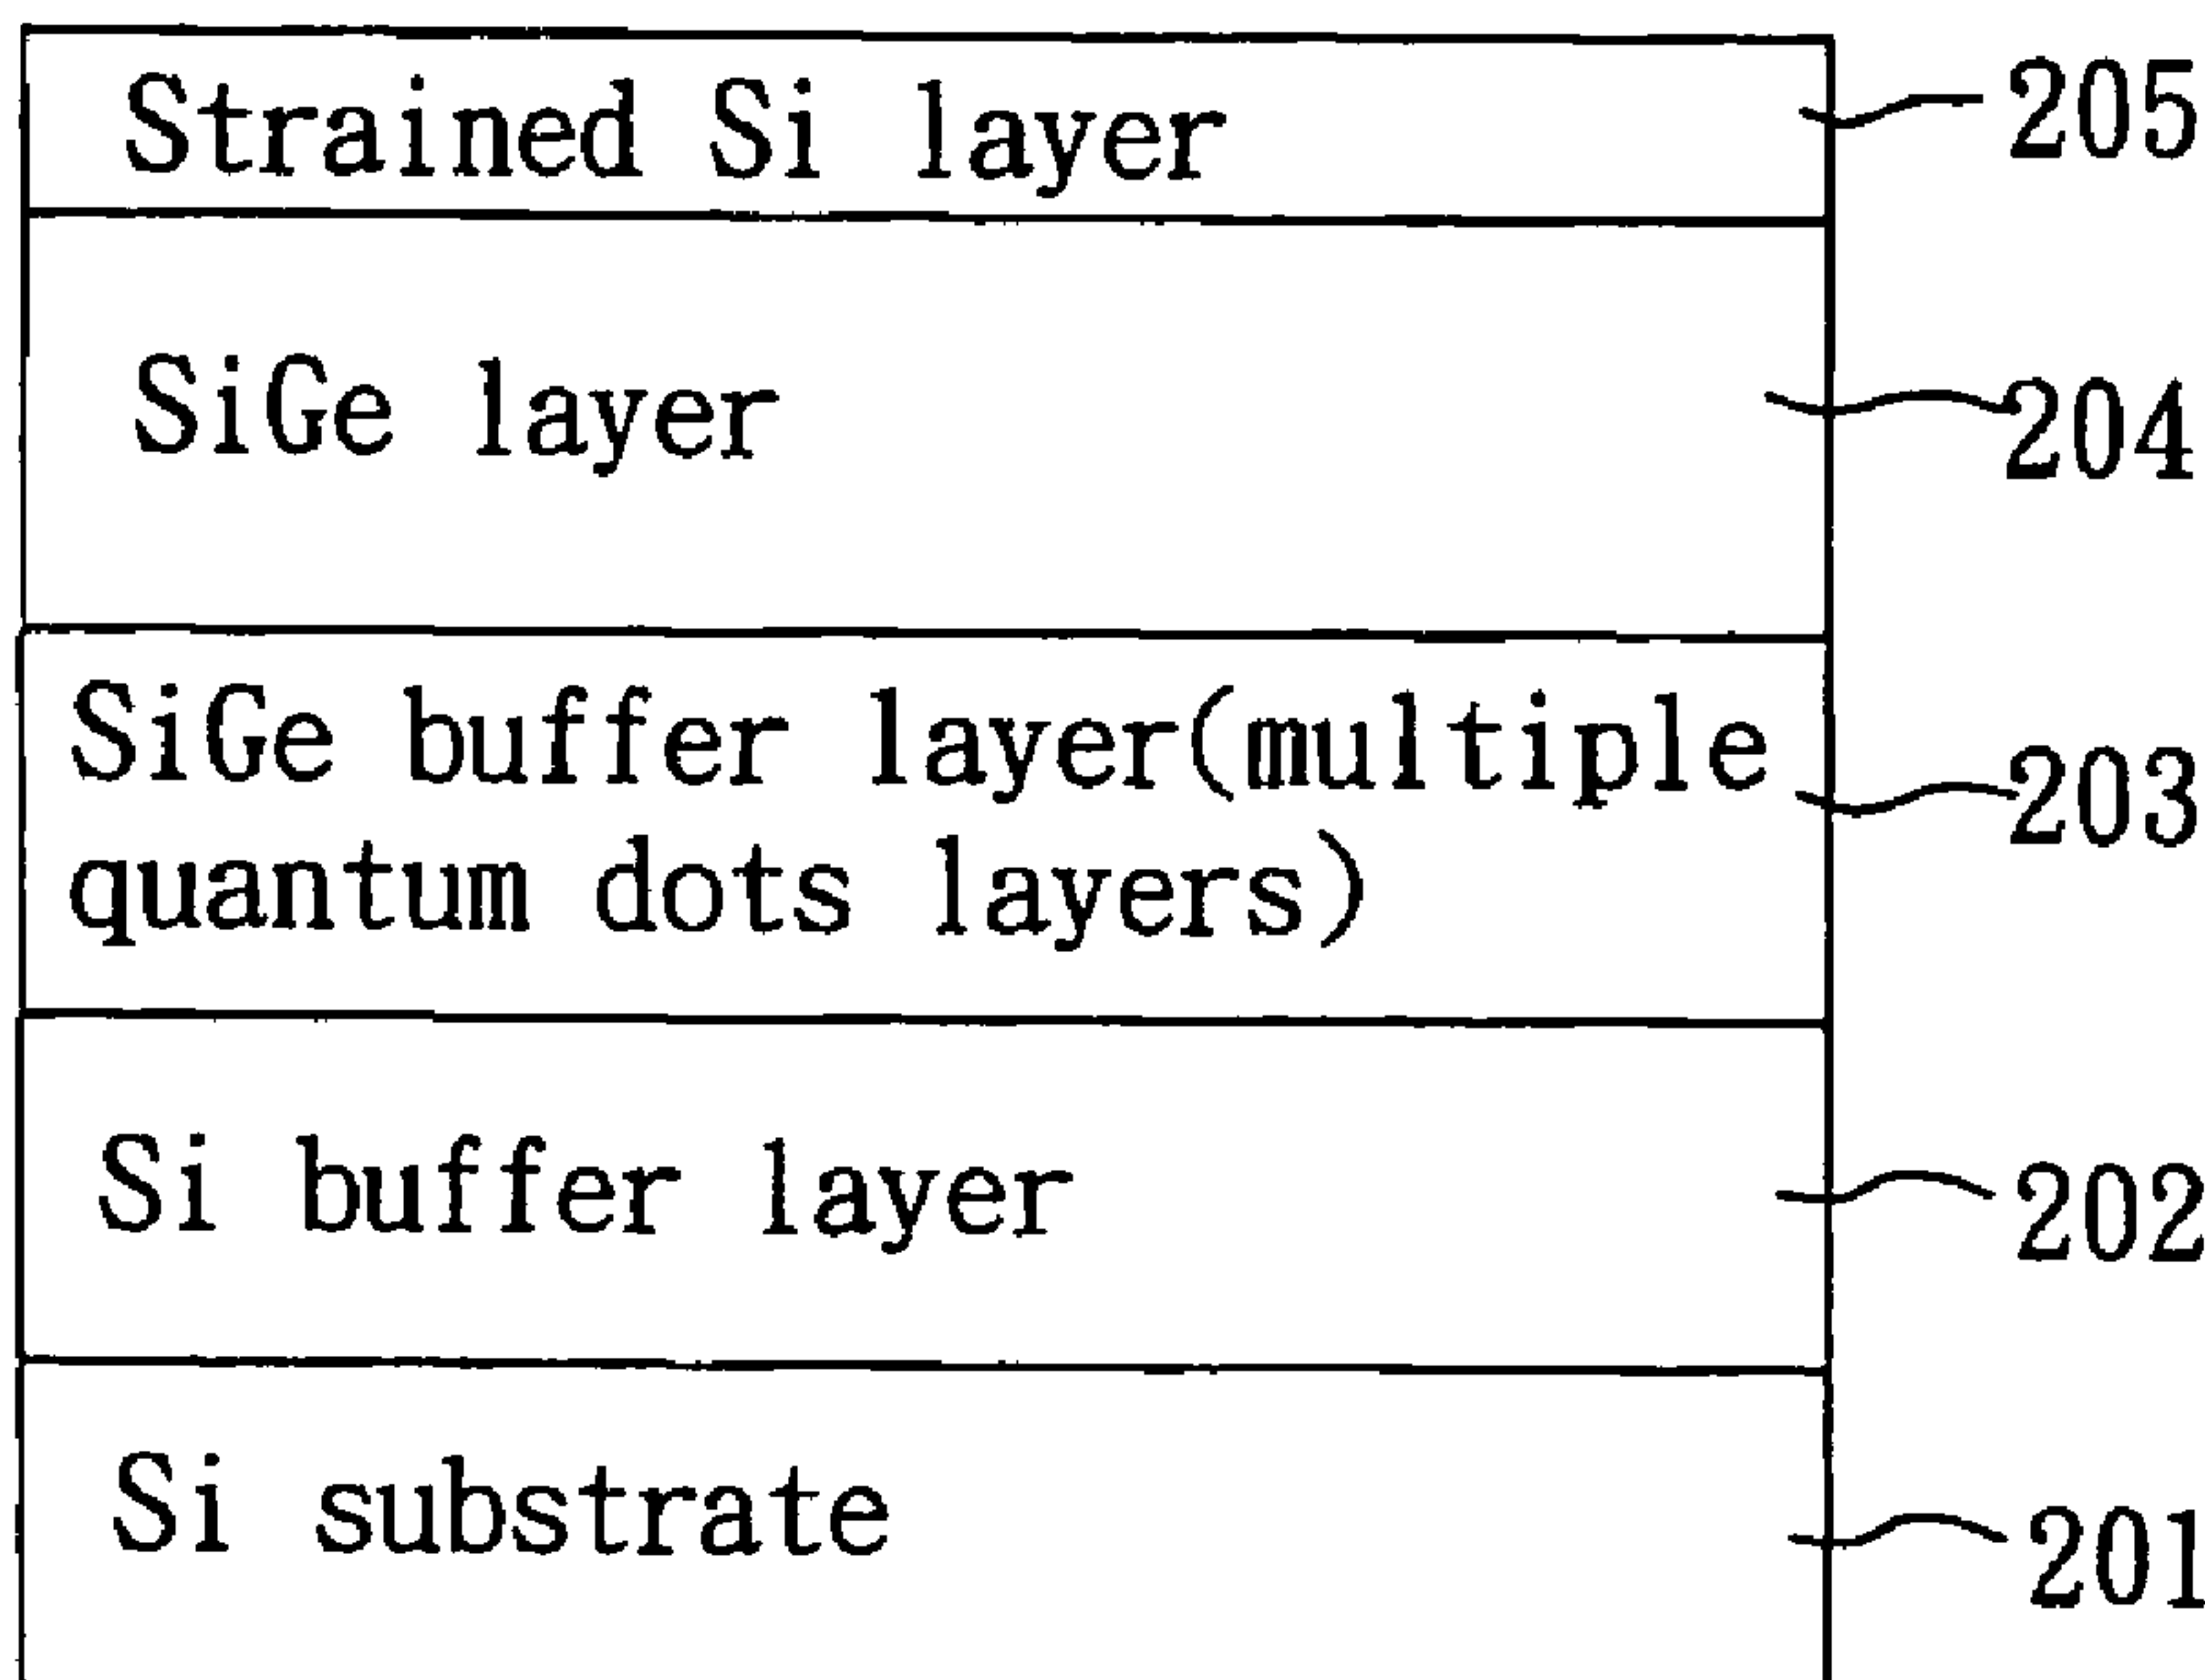 Strained Si layer 205
SiGe layer 204
SiGe buffer layer(multiple
quantum dots layers) 203
Si buffer layer 202
Si substrate 201